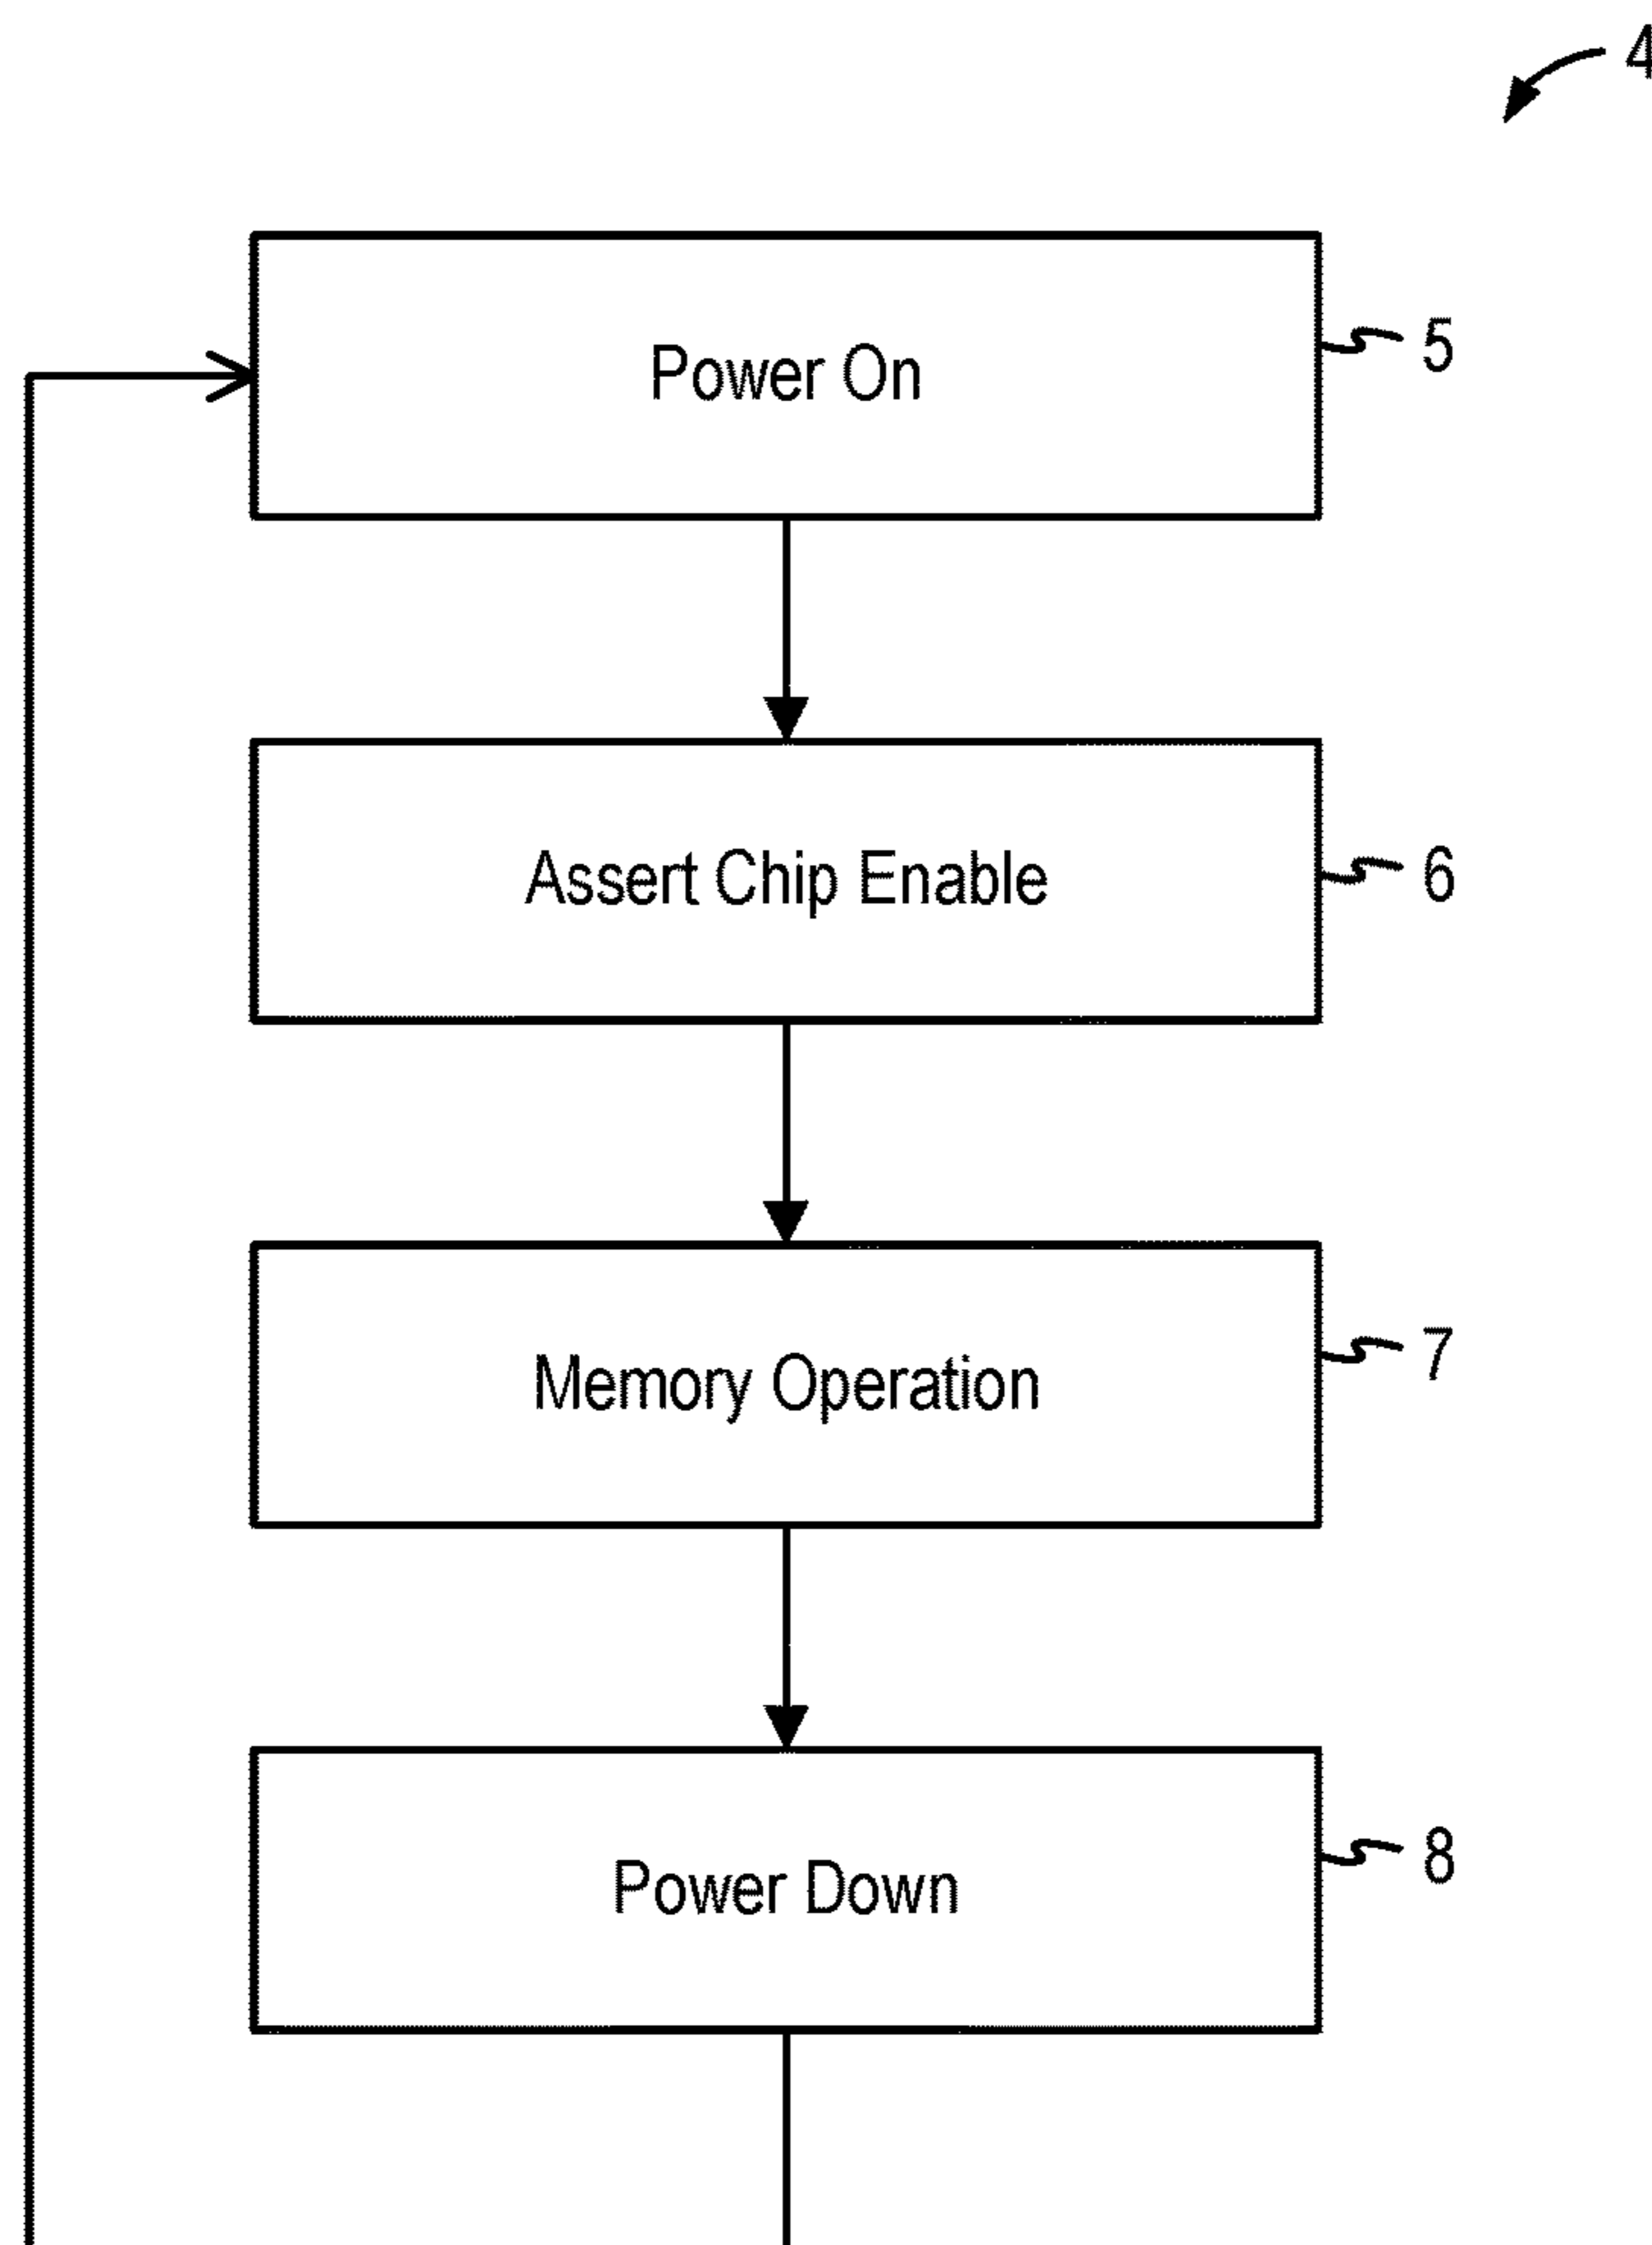 4
Power On
5
Assert Chip Enable
6
Memory Operation
7
Power Down
8